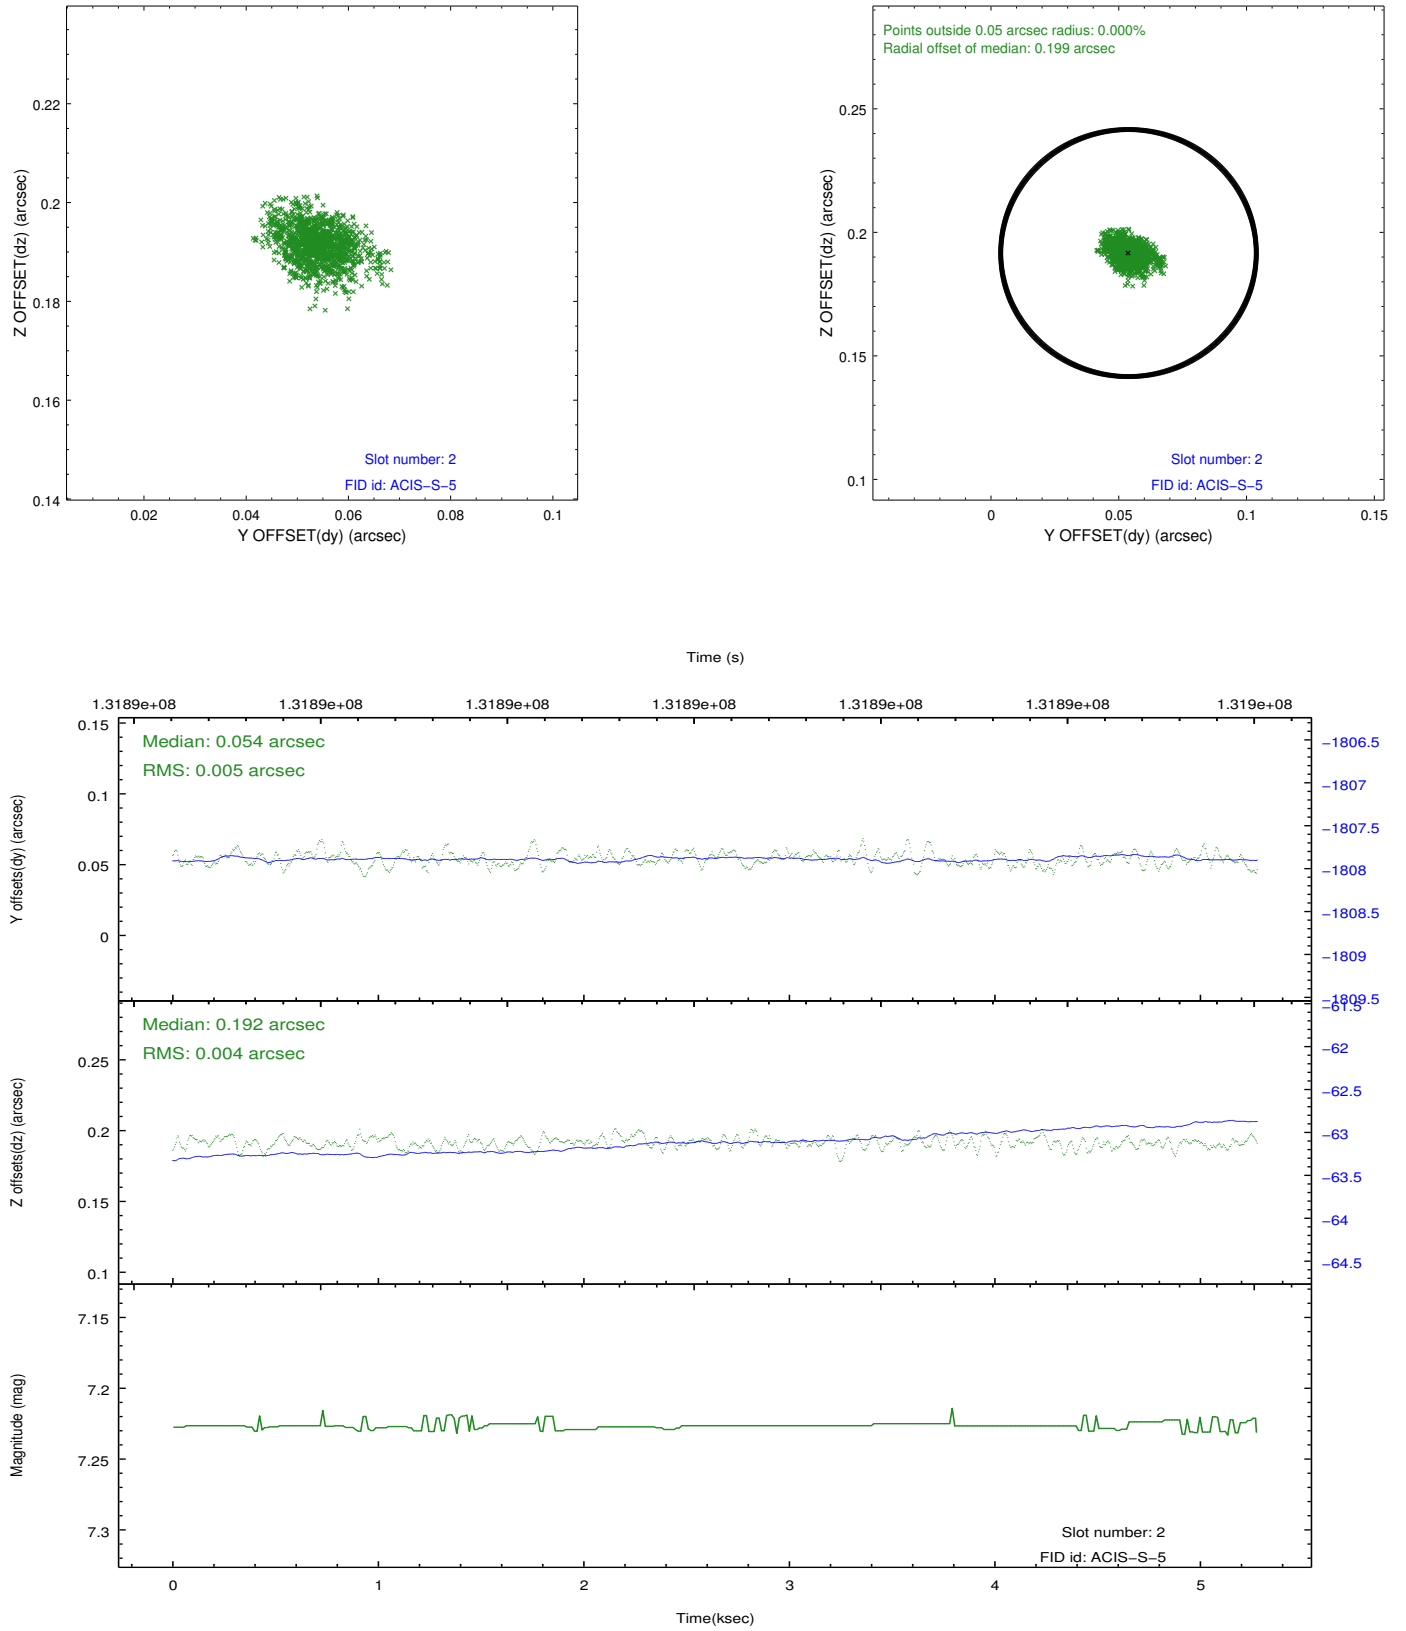 0.22
0.2
0.18
0.16
0.14
Z OFFSET(dz) (arcsec)
Slot number: 2
FID id: ACIS−S−5
0.02 0.04 0.06 0.08 0.1
Y OFFSET(dy) (arcsec)
Points outside 0.05 arcsec radius: 0.000%
Radial offset of median: 0.199 arcsec
0.25
0.2
0.15
0.1
Z OFFSET(dz) (arcsec)
Slot number: 2
FID id: ACIS−S−5
0 0.05 0.1 0.15
Y OFFSET(dy) (arcsec)
Time (s)
1.3189e+08 1.3189e+08 1.3189e+08 1.3189e+08 1.3189e+08 1.3189e+08 1.319e+08
Median: 0.054 arcsec
RMS: 0.005 arcsec
0.15
0.1
0.05
0
Y offsets(dy) (arcsec)
−1806.5
−1807
−1807.5
−1808
−1808.5
−1809
−1809.5
Median: 0.192 arcsec
RMS: 0.004 arcsec
0.25
0.2
0.15
0.1
Z offsets(dz) (arcsec)
−61.5
−62
−62.5
−63
−63.5
−64
−64.5
7.15
7.2
7.25
7.3
Magnitude (mag)
Slot number: 2
FID id: ACIS−S−5
0 1 2 3 4 5
Time(ksec)